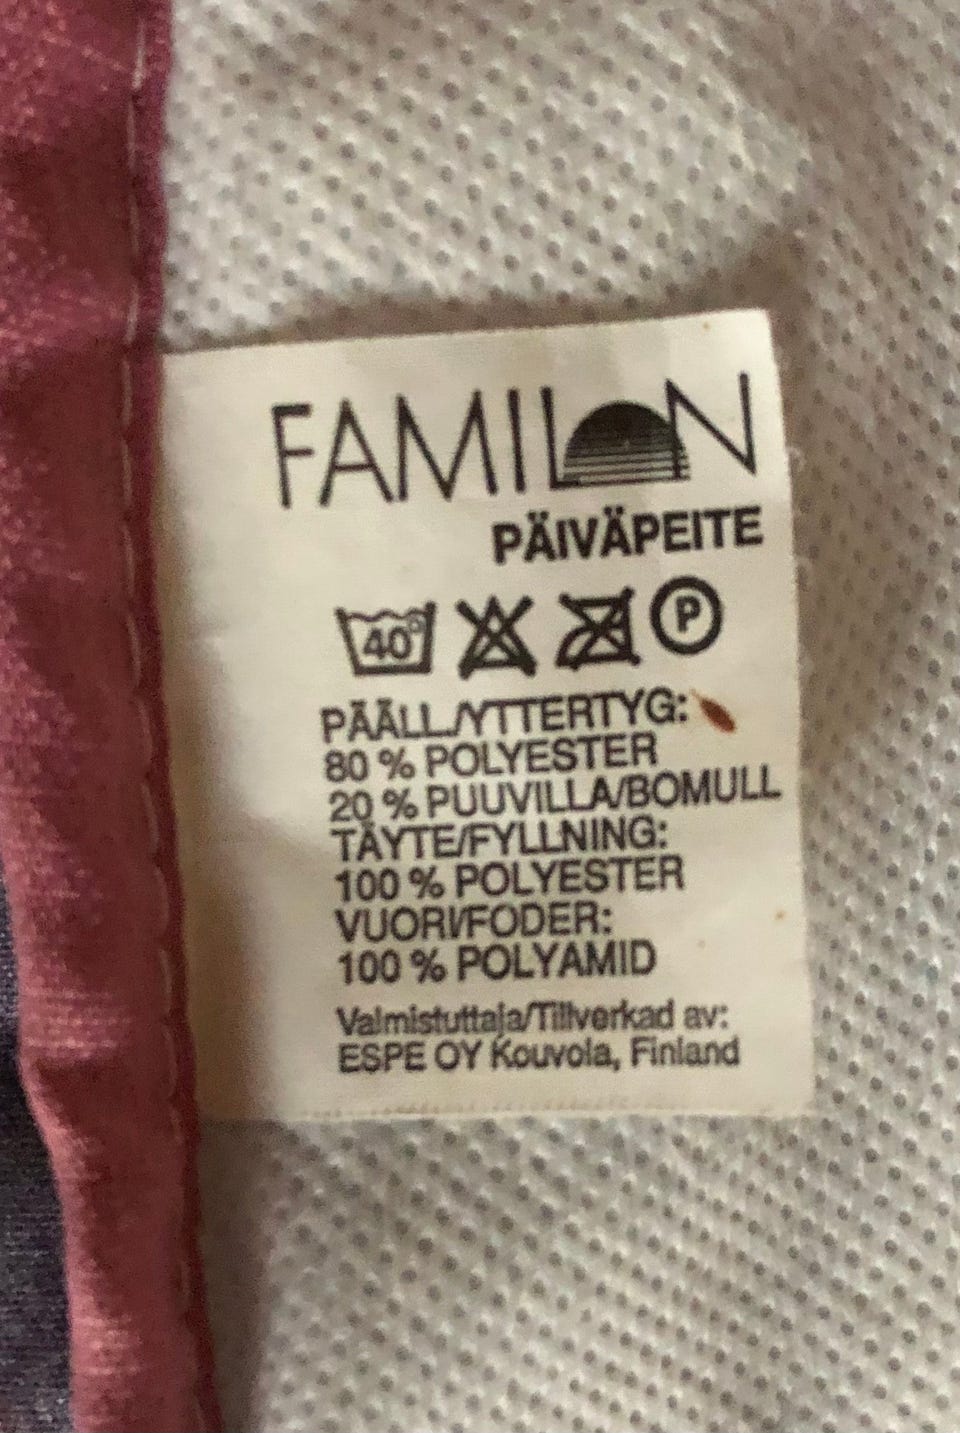 FAMILON
PÄIVÄPEITE
40° P
PÄÄLL/YTTERTYG:
80 % POLYESTER
20 % PUUVILLA/BOMULL
TÄYTE/FYLLNING:
100 % POLYESTER
VUORI/FODER:
100 % POLYAMID
Valmistuttaja/Tillverkad av:
ESPE OY Kouvola, Finland